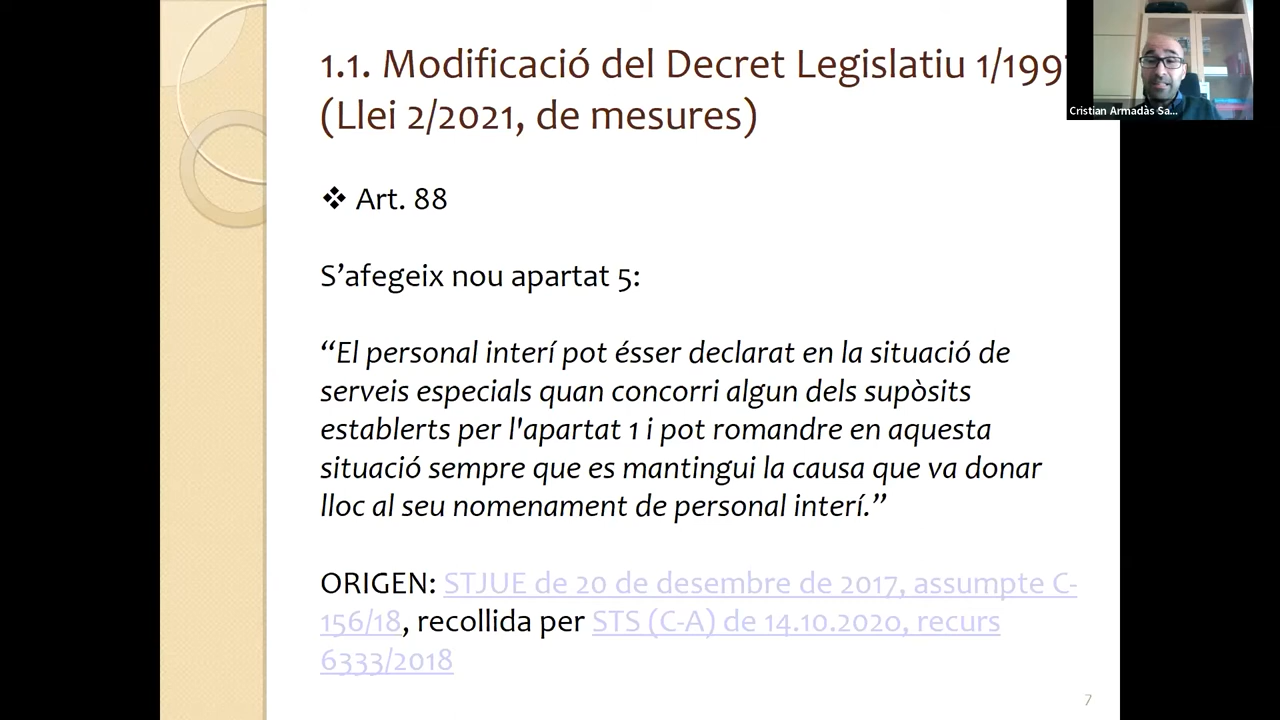 1.1. Modificació del Decret Legislatiu 1/199
(Llei 2/2021, de mesures)
Cristian Armadàs Sa...
❖ Art. 88
S’afegeix nou apartat 5:
“El personal interí pot ésser declarat en la situació de
serveis especials quan concorri algun dels supòsits
establerts per l'apartat 1 i pot romandre en aquesta
situació sempre que es mantingui la causa que va donar
lloc al seu nomenament de personal interí.”
ORIGEN: STJUE de 20 de desembre de 2017, assumpte C-
156/18, recollida per STS (C-A) de 14.10.2020, recurs
6333/2018
7